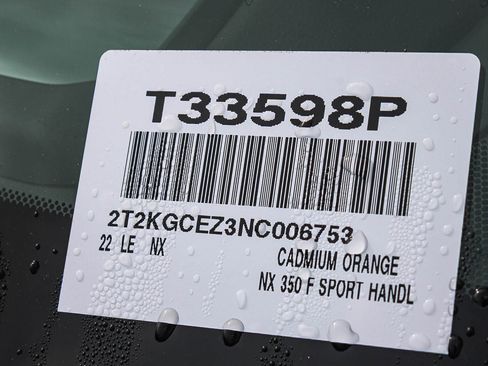 T33598P
2T2KGCEZ3NC006753
22 LE NX
CADMIUM ORANGE
NX 350 F SPORT HANDL